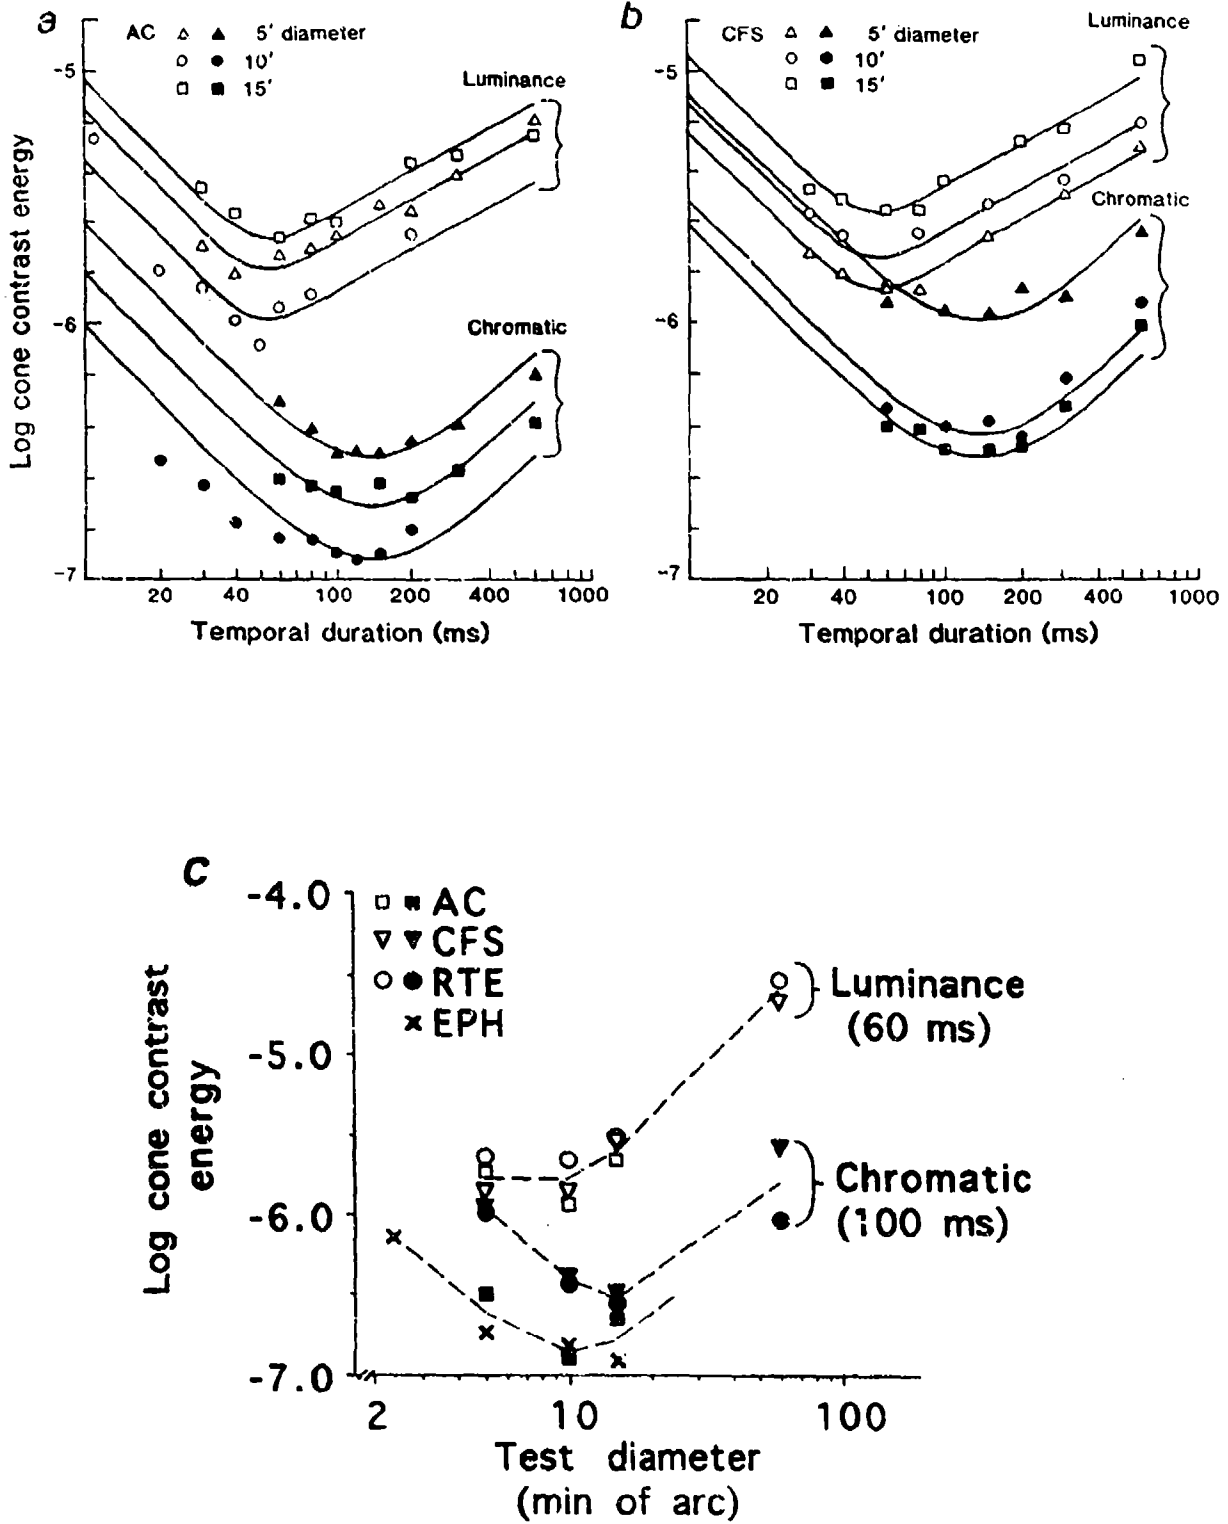 a
AC 5' diameter
10'
15'
Luminance
Chromatic
Log cone contrast energy
-5
-6
-7
20 40 100 200 400 1000
Temporal duration (ms)
b
CFS 5' diameter
10'
15'
Luminance
Chromatic
-5
-6
-7
20 40 100 200 400 1000
Temporal duration (ms)
c
-4.0
-5.0
-6.0
-7.0
Log cone contrast
energy
AC
CFS
RTE
EPH
Luminance
(60 ms)
Chromatic
(100 ms)
2 10 100
Test diameter
(min of arc)